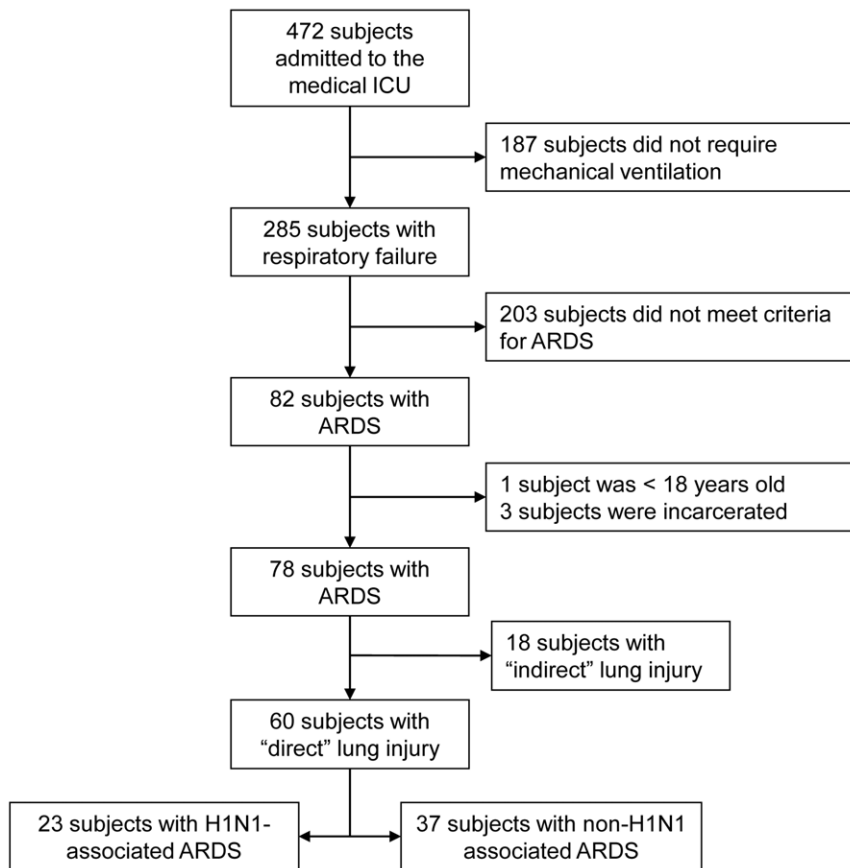 472 subjects
admitted to the
medical ICU
187 subjects did not require
mechanical ventilation
285 subjects with
respiratory failure
203 subjects did not meet criteria
for ARDS
82 subjects with
ARDS
1 subject was < 18 years old
3 subjects were incarcerated
78 subjects with
ARDS
18 subjects with
“indirect” lung injury
60 subjects with
“direct” lung injury
23 subjects with H1N1-
associated ARDS
37 subjects with non-H1N1
associated ARDS